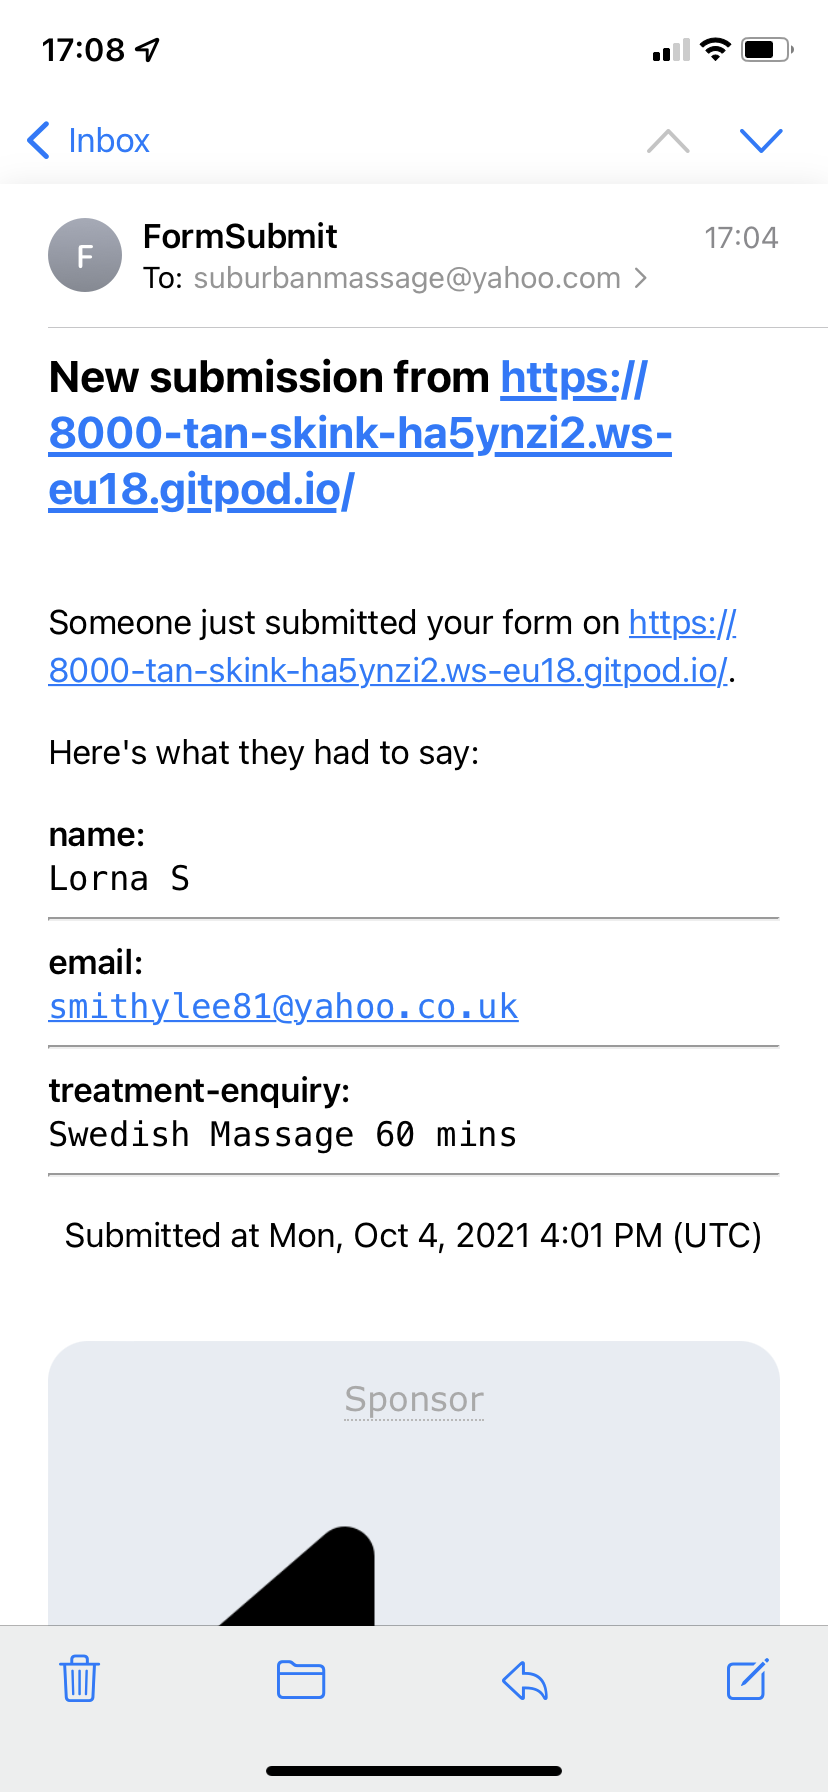 17:08
Inbox
F
FormSubmit
17:04
To: suburbanmassage@yahoo.com
New submission from https://
8000-tan-skink-ha5ynzi2.ws-
eu18.gitpod.io/
Someone just submitted your form on https://
8000-tan-skink-ha5ynzi2.ws-eu18.gitpod.io/.
Here's what they had to say:
name:
Lorna S
email:
smithylee81@yahoo.co.uk
treatment-enquiry:
Swedish Massage 60 mins
Submitted at Mon, Oct 4, 2021 4:01 PM (UTC)
Sponsor